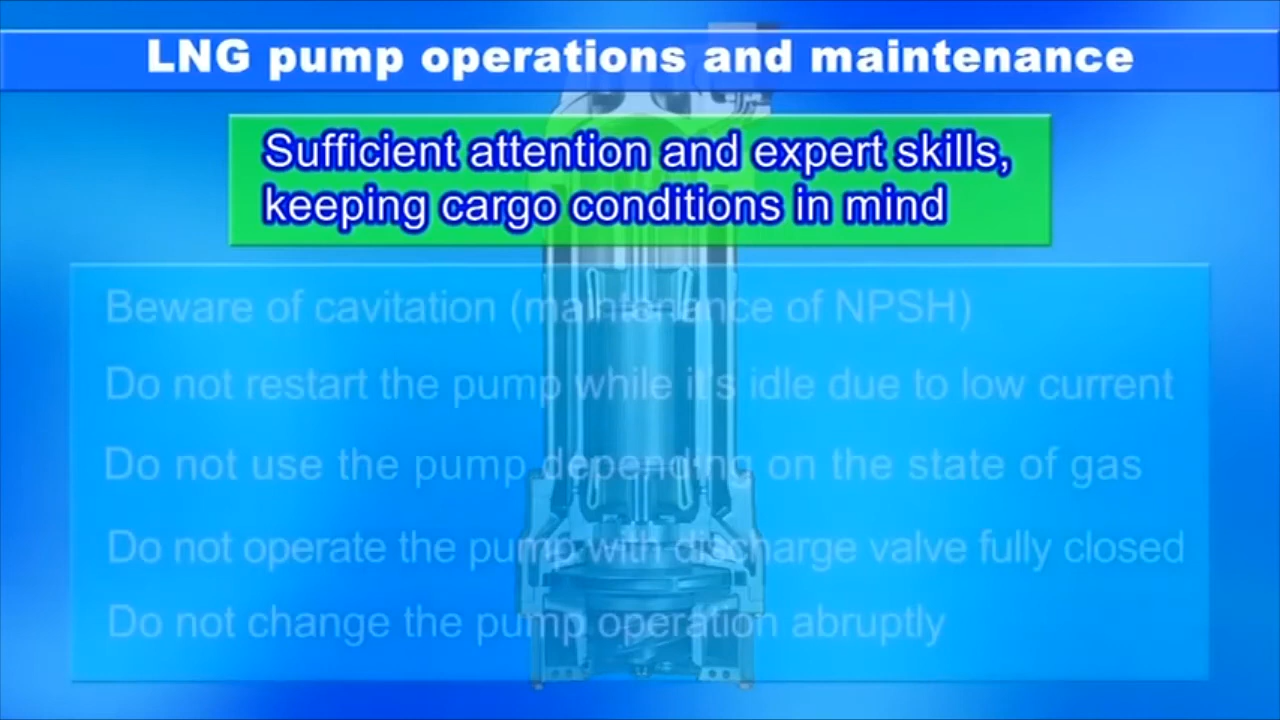 LNG pump operations and maintenance
Sufficient attention and expert skills,
keeping cargo conditions in mind
Beware of cavitation (maintenance of NPSH)
Do not restart the pump while it's idle due to low current
Do not use the pump depending on the state of gas
Do not operate the pump with discharge valve fully closed
Do not change the pump operation abruptly